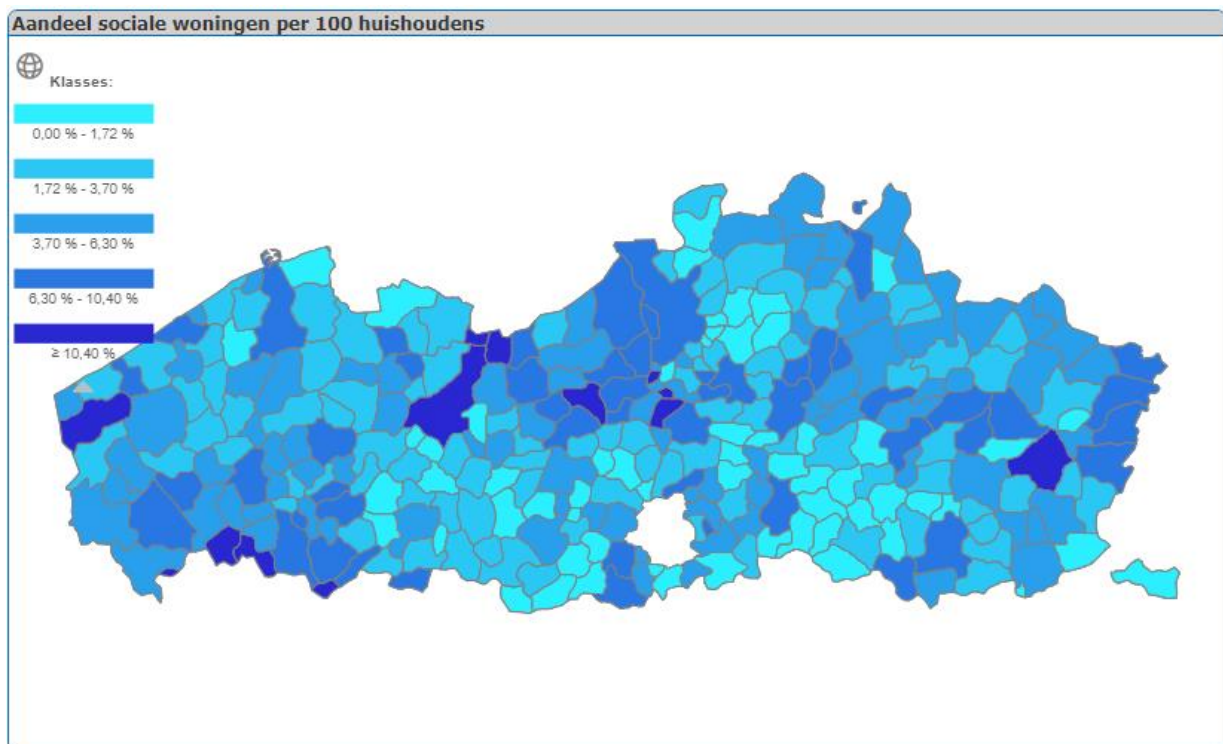 Aandeel sociale woningen per 100 huishoudens
Klasses:
0,00 % - 1,72 %
1,72 % - 3,70 %
3,70 % - 6,30 %
6,30 % - 10,40 %
≥ 10,40 %